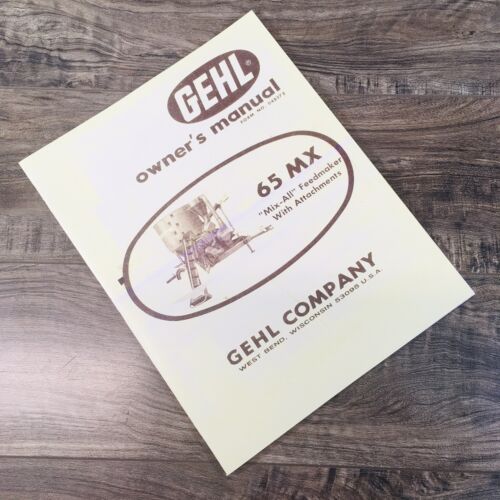 GEHL®
owner's manual
65 MX
"Mix-All" Feedmaker
With Attachments
GEHL COMPANY
WEST BEND, WISCONSIN 53095 U.S.A.